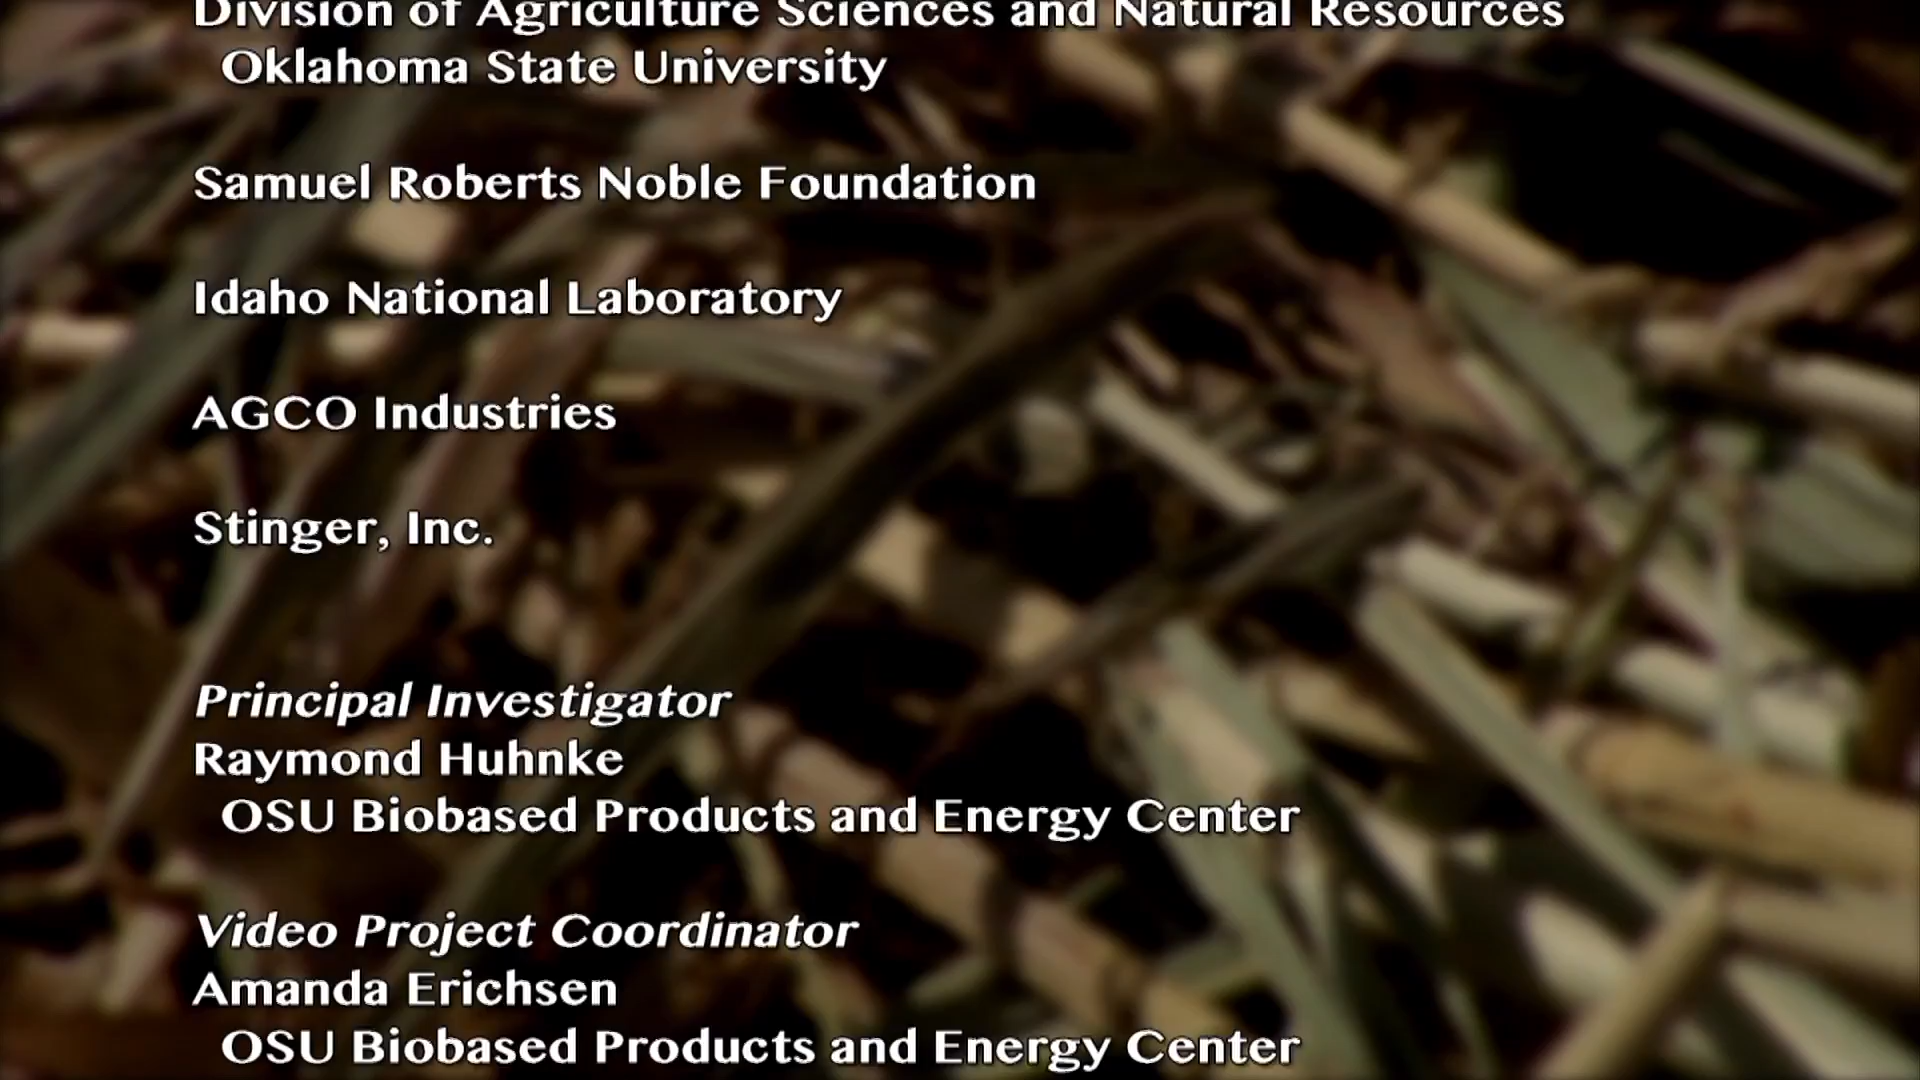 Division of Agriculture Sciences and Natural Resources
Oklahoma State University
Samuel Roberts Noble Foundation
Idaho National Laboratory
AGCO Industries
Stinger, Inc.
Principal Investigator
Raymond Huhnke
OSU Biobased Products and Energy Center
Video Project Coordinator
Amanda Erichsen
OSU Biobased Products and Energy Center